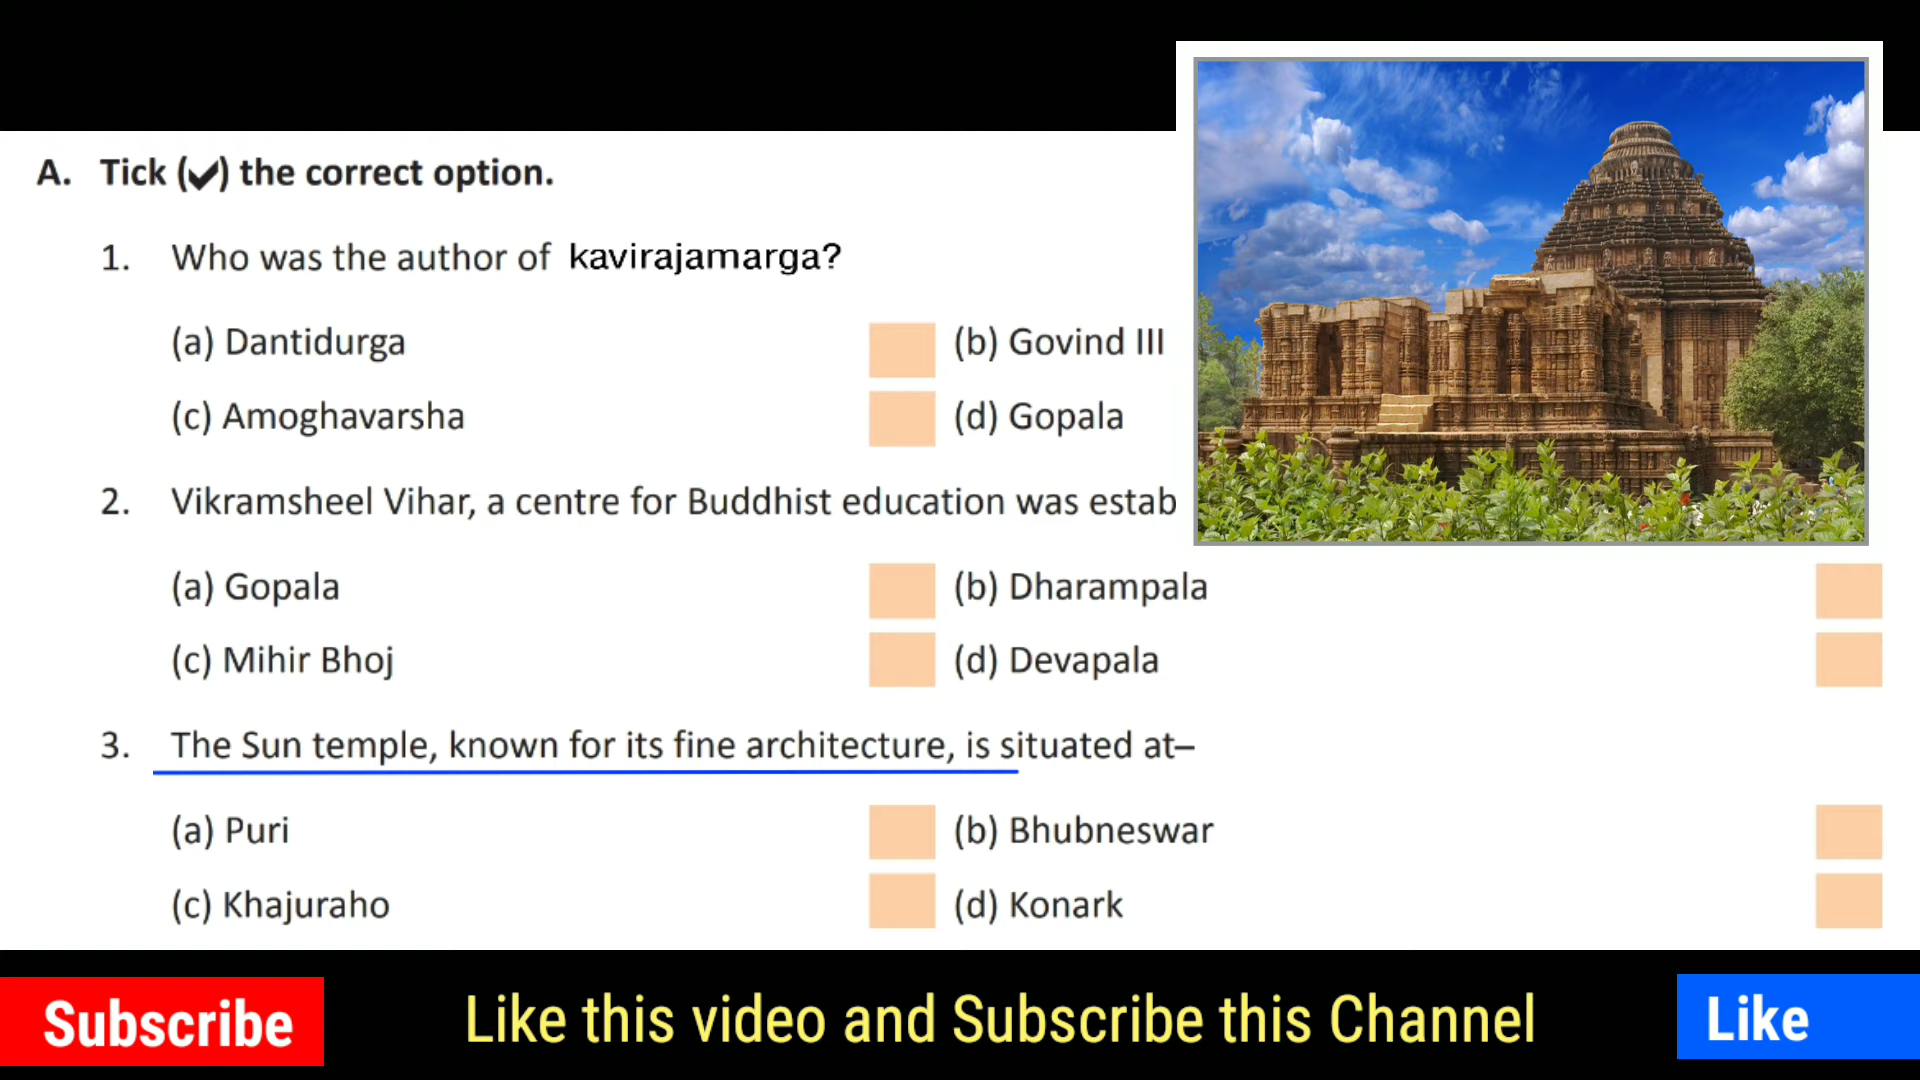 A. Tick (✔) the correct option.
1. Who was the author of kavirajamarga?
(a) Dantidurga (b) Govind III
(c) Amoghavarsha (d) Gopala
2. Vikramsheel Vihar, a centre for Buddhist education was estab
(a) Gopala (b) Dharampala
(c) Mihir Bhoj (d) Devapala
3. The Sun temple, known for its fine architecture, is situated at–
(a) Puri (b) Bhubneswar
(c) Khajuraho (d) Konark
Subscribe Like this video and Subscribe this Channel Like